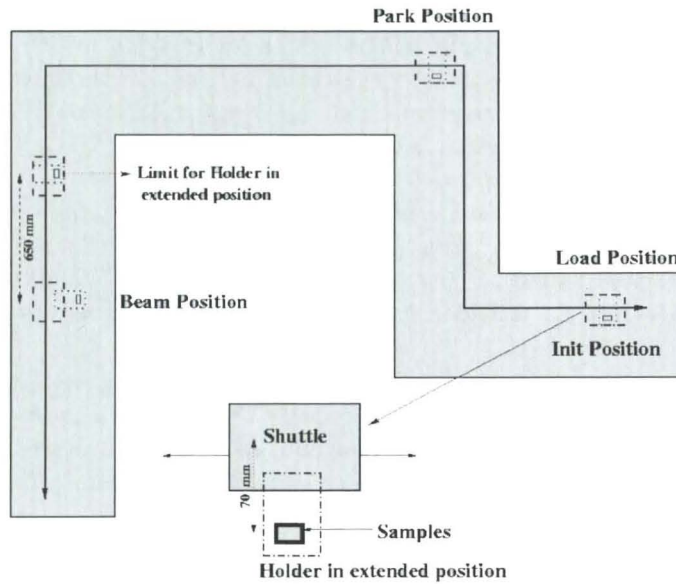 Park Position
Limit for Holder in
extended position
650 mm
Load Position
Beam Position
Init Position
Shuttle
70 mm
Samples
Holder in extended position